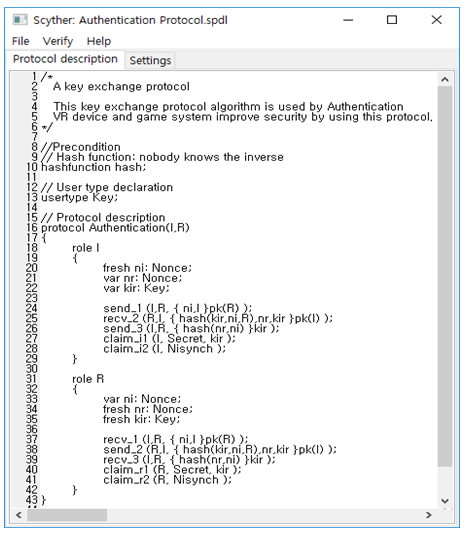 Scyther: Authentication Protocol.spdl
File Verify Help
Protocol description Settings
1 /*
2 A key exchange protocol
3
4 This key exchange protocol algorithm is used by Authentication
5 VR device and game system improve security by using this protocol,
6 */
7
8 //Precondition
9 // Hash function: nobody knows the inverse
10 hashfunction hash;
11
12 // User type declaration
13 usertype Key;
14
15 // Protocol description
16 protocol Authentication(I,R)
17 {
18 role I
19 {
20 fresh ni: Nonce;
21 var nr: Nonce;
22 var kir: Key;
23
24 send_1 (I,R, { ni,I }pk(R) );
25 recv_2 (R,I, { hash(kir,ni,R),nr,kir }pk(I) );
26 send_3 (I,R, { hash(nr,ni) }kir );
27 claim_i1 (I, Secret, kir );
28 claim_i2 (I, Nisynch );
29 }
30
31 role R
32 {
33 var ni: Nonce;
34 fresh nr: Nonce;
35 fresh kir: Key;
36
37 recv_1 (I,R, { ni,I }pk(R) );
38 send_2 (R,I, { hash(kir,ni,R),nr,kir }pk(I) );
39 recv_3 (I,R, { hash(nr,ni) }kir );
40 claim_r1 (R, Secret, kir );
41 claim_r2 (R, Nisynch );
42 }
43 }